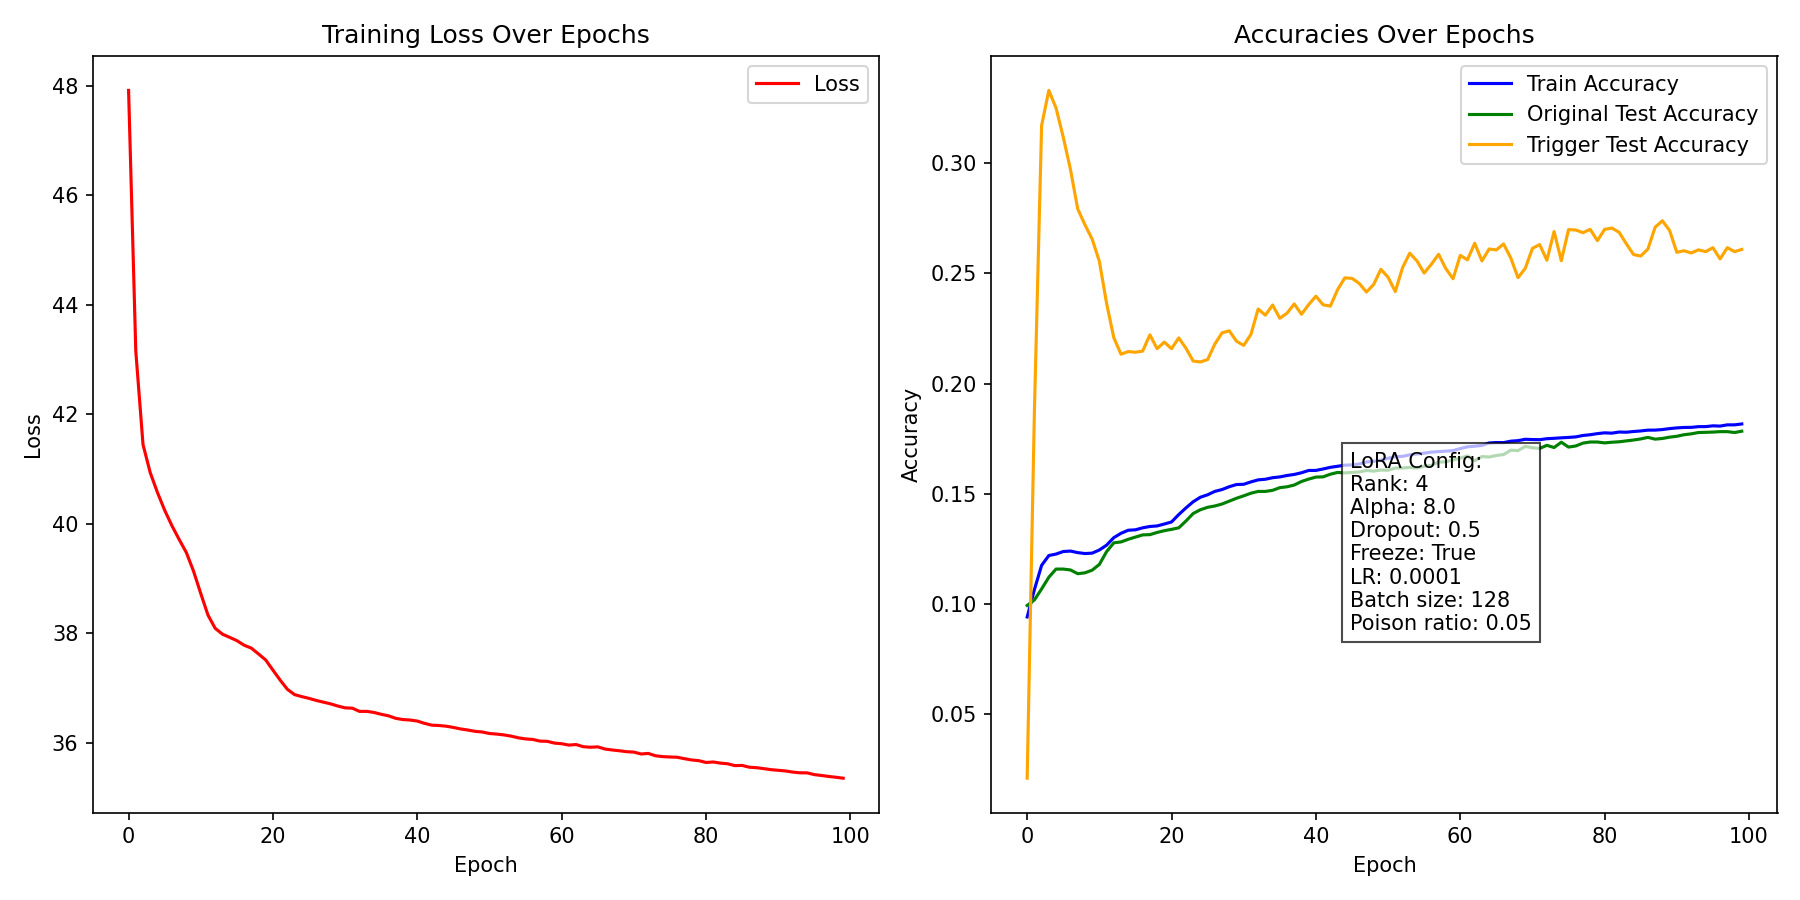 Training Loss Over Epochs
Loss
48
46
44
42
40
38
36
Loss
0
20
40
60
80
100
Epoch
Accuracies Over Epochs
Train Accuracy
Original Test Accuracy
Trigger Test Accuracy
0.30
0.25
0.20
0.15
0.10
0.05
Accuracy
LoRA Config:
Rank: 4
Alpha: 8.0
Dropout: 0.5
Freeze: True
LR: 0.0001
Batch size: 128
Poison ratio: 0.05
0
20
40
60
80
100
Epoch